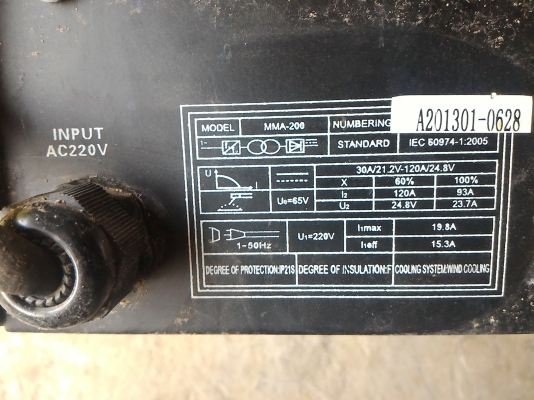 INPUT
AC220V
MODEL MMA-200 NUMBERING A201301-0628
STANDARD IEC 60974-1:2005
30A/21.2V-120A/24.8V
X 60% 100%
I2 120A 93A
U0=65V U2 24.8V 23.7A
U I
1~50Hz U1=220V I1max 19.8A
I1eff 15.3A
DEGREE OF PROTECTION:IP21S DEGREE OF INSULATION:F COOLING SYSTEM:WIND COOLING